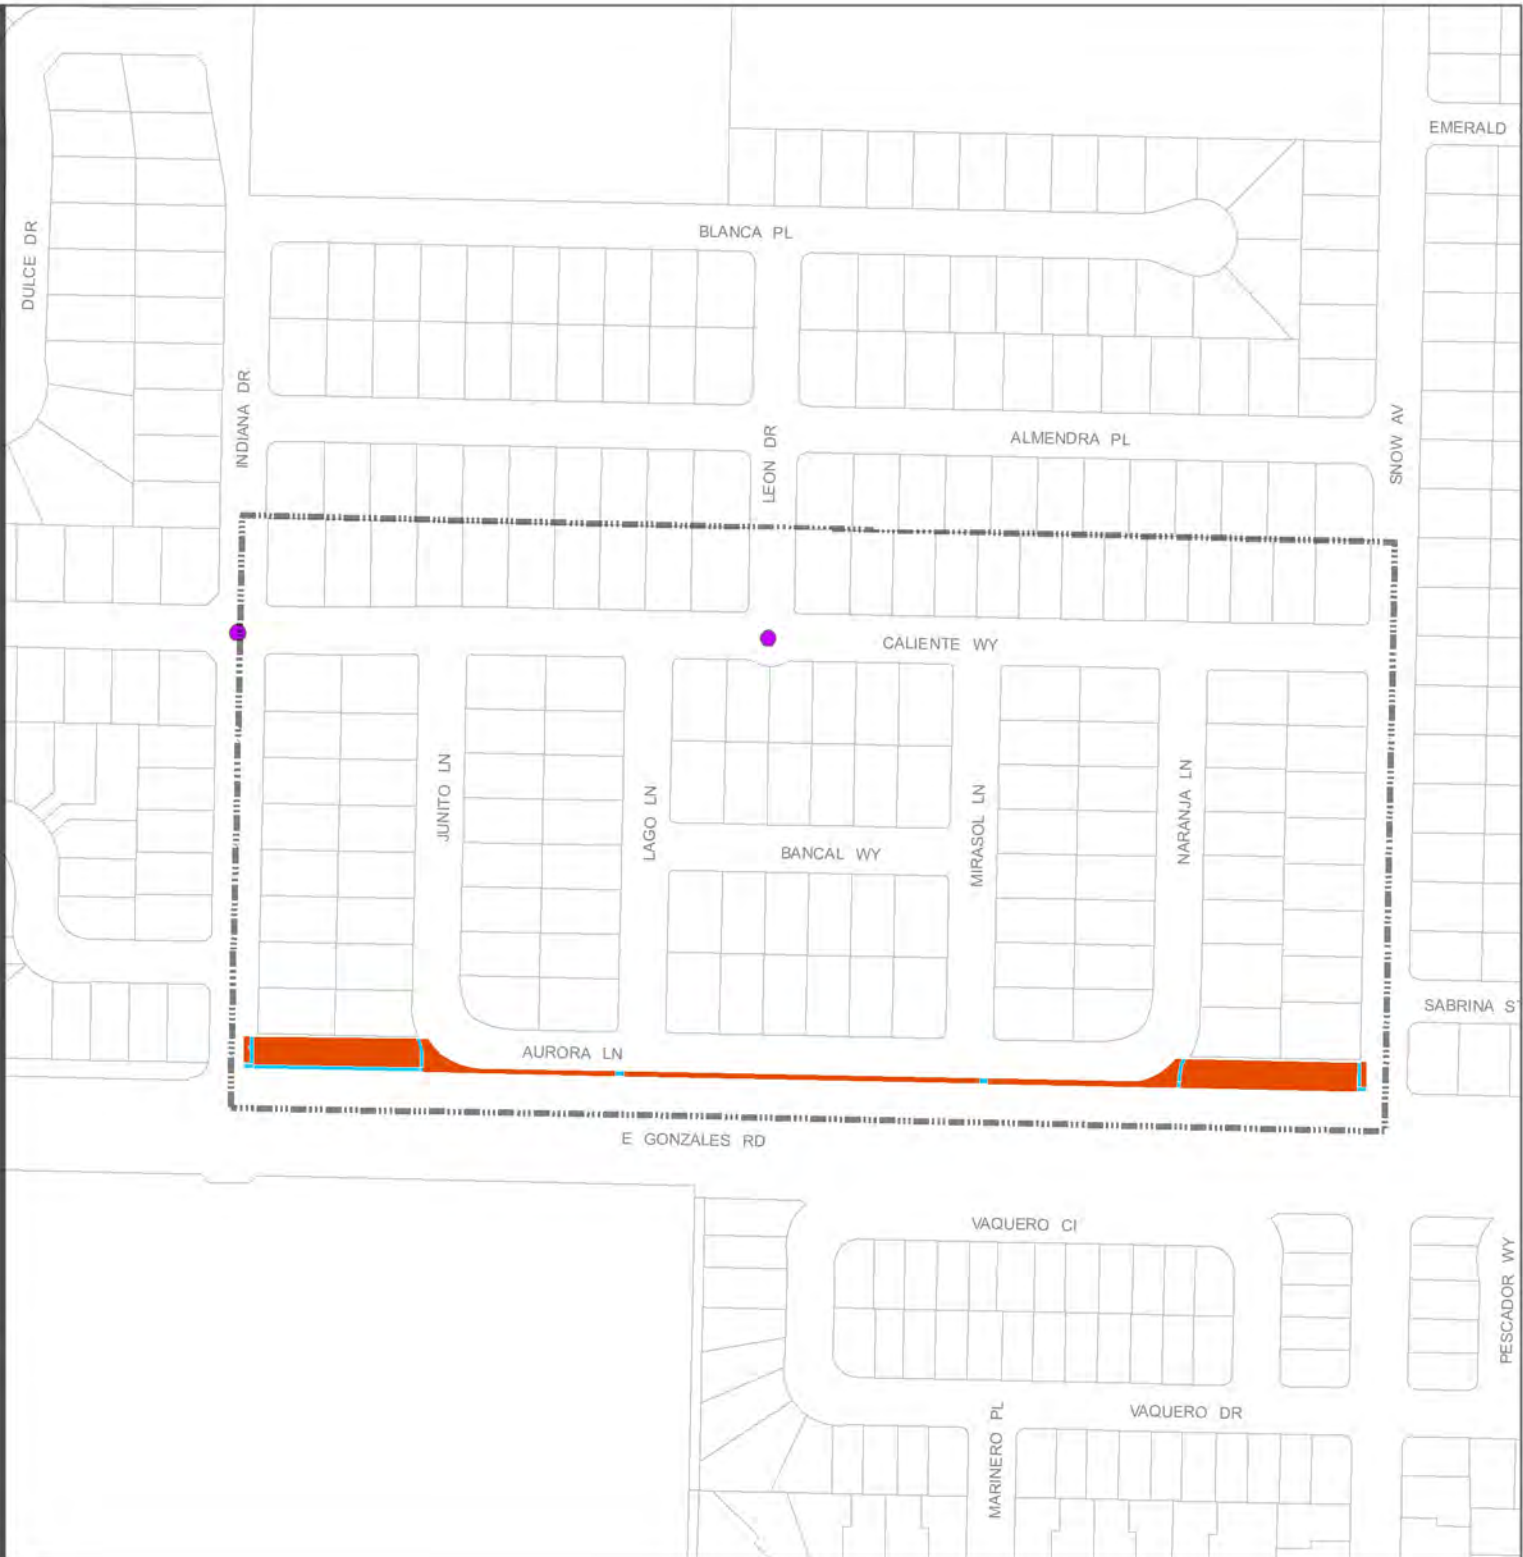 EMERALD
DULCE DR
BLANCA PL
INDIANA DR
LEON DR
ALMENDRA PL
SNOW AV
CALIENTE WY
JUNITO LN
LAGO LN
BANCAL WY
MIRASOL LN
NARANJA LN
SABRINA ST
AURORA LN
E GONZALES RD
VAQUERO CI
PESCADOR WY
VAQUERO DR
MARINERO PL